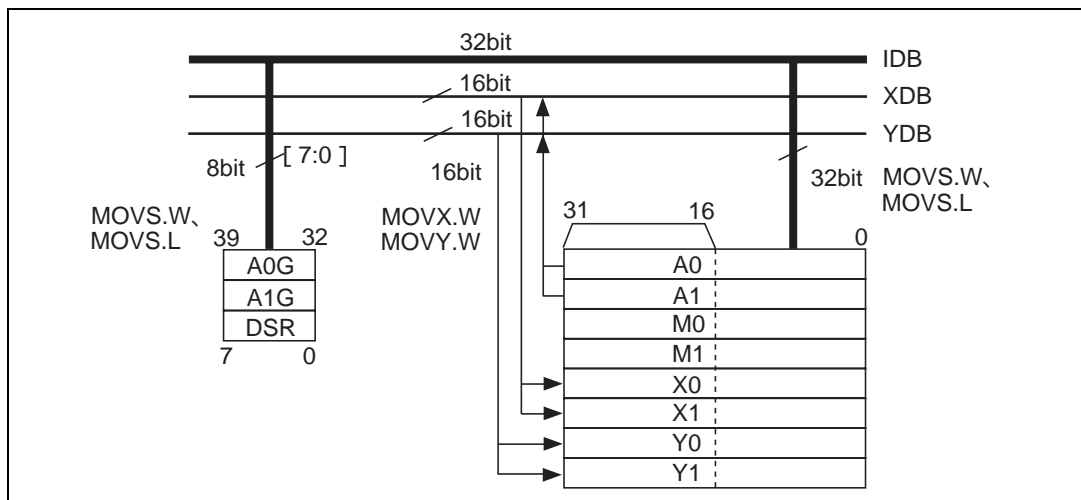 32bit
IDB
16bit
XDB
16bit
YDB
8bit
[ 7:0 ]
16bit
32bit
MOVS.W、
MOVS.L
MOVS.W、
MOVS.L
39
32
MOVX.W
MOVY.W
31
16
0
A0G
A1G
DSR
7
0
A0
A1
M0
M1
X0
X1
Y0
Y1